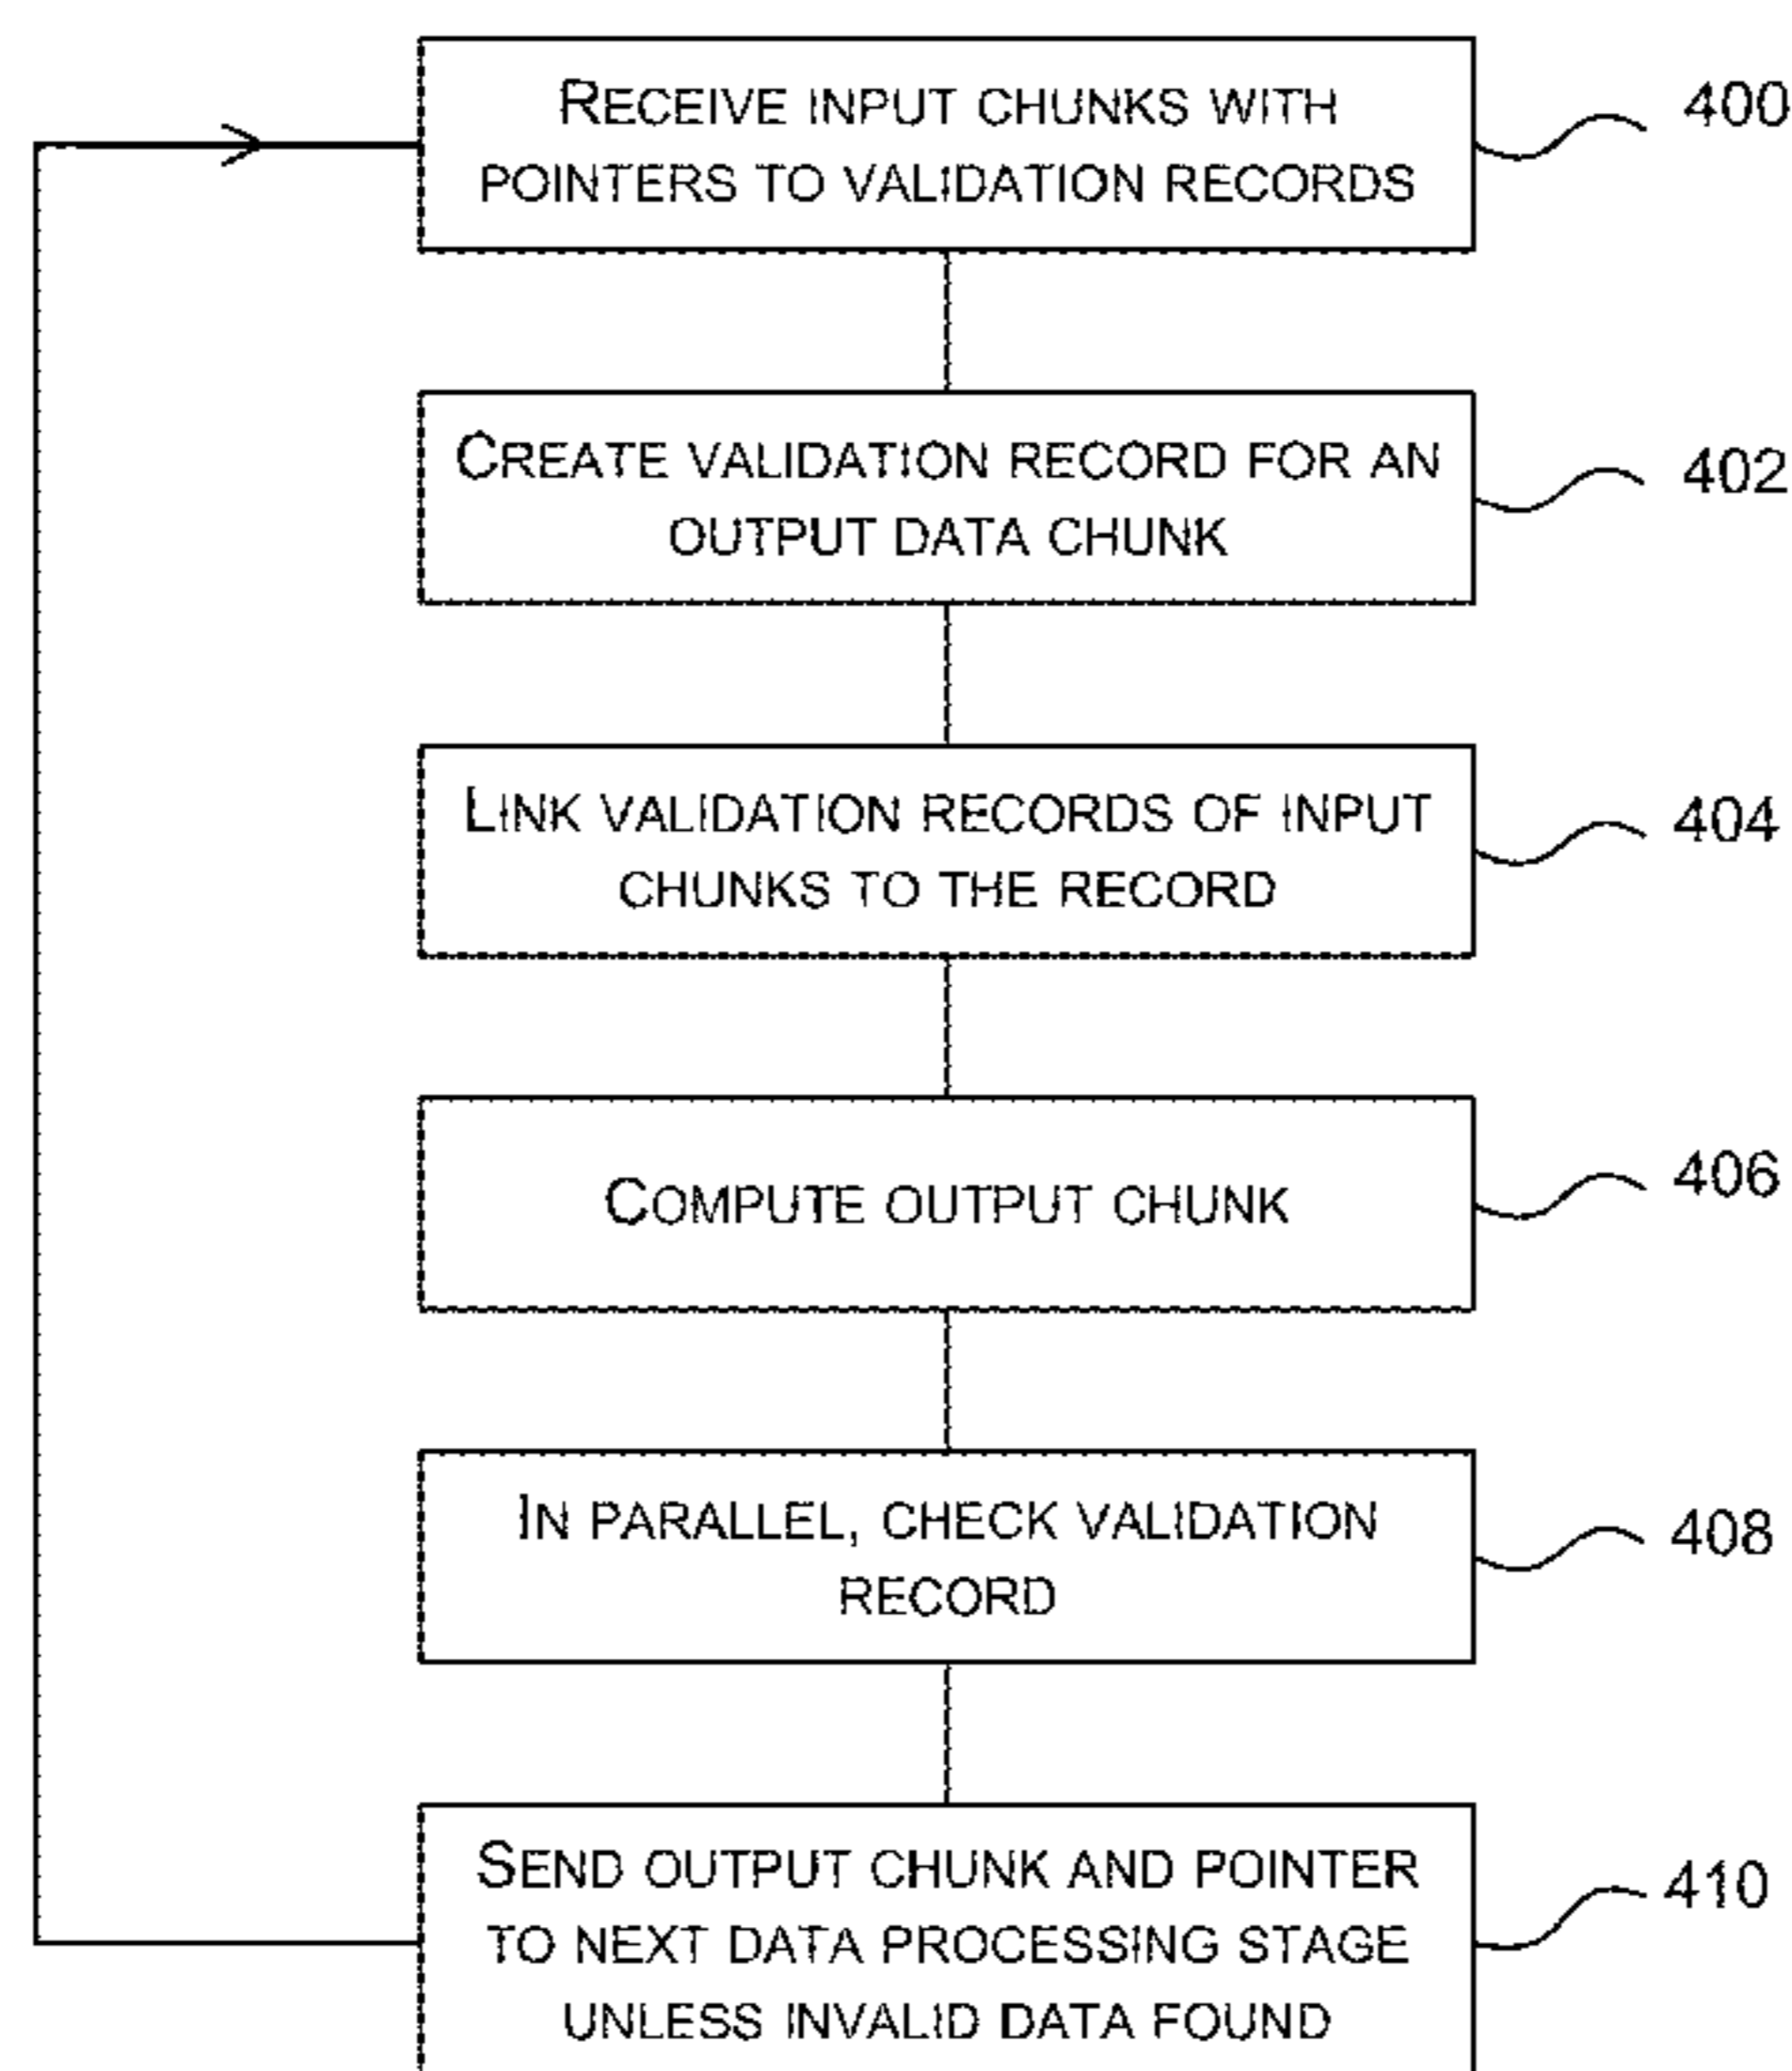 RECEIVE INPUT CHUNKS WITH
POINTERS TO VALIDATION RECORDS
400
CREATE VALIDATION RECORD FOR AN
OUTPUT DATA CHUNK
402
LINK VALIDATION RECORDS OF INPUT
CHUNKS TO THE RECORD
404
COMPUTE OUTPUT CHUNK
406
IN PARALLEL, CHECK VALIDATION
RECORD
408
SEND OUTPUT CHUNK AND POINTER
TO NEXT DATA PROCESSING STAGE
UNLESS INVALID DATA FOUND
410